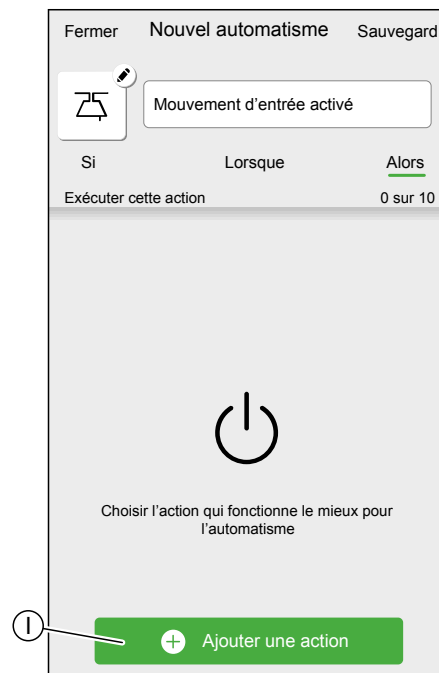 Fermer Nouvel automatisme Sauvegard
Mouvement d'entrée activé
Si Lorsque Alors
Exécuter cette action 0 sur 10
Choisir l'action qui fonctionne le mieux pour
l'automatisme
I
Ajouter une action